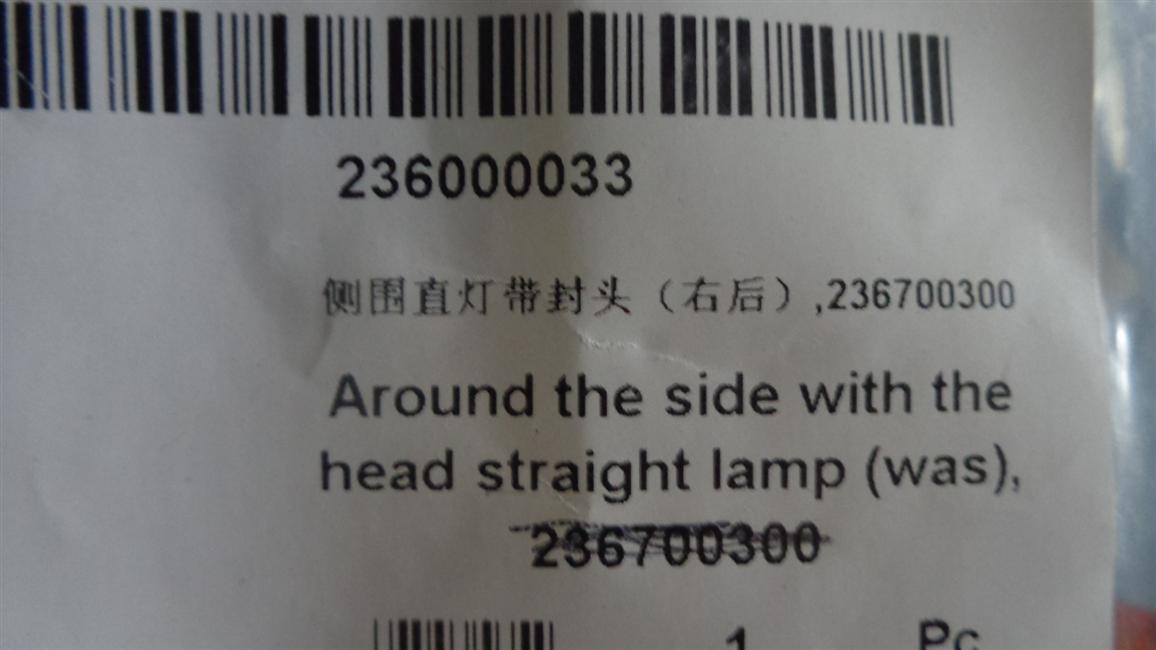 236000033
侧围直灯带封头（右后）,236700300
Around the side with the
head straight lamp (was),
236700300
1 Pc